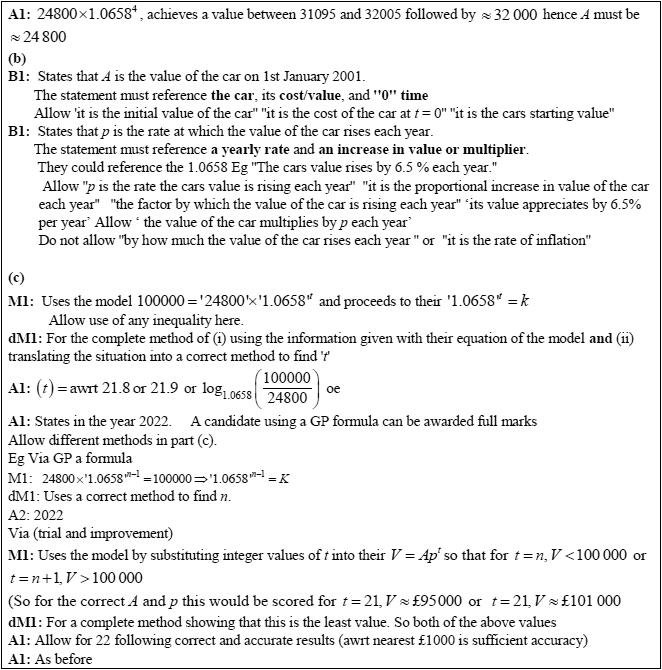 A1: 24800×1.0658⁴, achieves a value between 31095 and 32005 followed by ≈32 000 hence A must be
≈24 800
(b)
B1: States that A is the value of the car on 1st January 2001.
The statement must reference the car, its cost/value, and "0" time
Allow 'it is the initial value of the car" "it is the cost of the car at t = 0" "it is the cars starting value"
B1: States that p is the rate at which the value of the car rises each year.
The statement must reference a yearly rate and an increase in value or multiplier.
They could reference the 1.0658 Eg "The cars value rises by 6.5 % each year."
Allow "p is the rate the cars value is rising each year" "it is the proportional increase in value of the car
each year" "the factor by which the value of the car is rising each year" ‘its value appreciates by 6.5%
per year’ Allow ‘ the value of the car multiplies by p each year’
Do not allow "by how much the value of the car rises each year " or "it is the rate of inflation"
(c)
M1: Uses the model 100000 = '24800'×'1.0658'ᵗ and proceeds to their '1.0658'ᵗ = k
Allow use of any inequality here.
dM1: For the complete method of (i) using the information given with their equation of the model and (ii)
translating the situation into a correct method to find 't'
A1: (t) = awrt 21.8 or 21.9 or log₁.₀₆₅₈(100000/24800) oe
A1: States in the year 2022. A candidate using a GP formula can be awarded full marks
Allow different methods in part (c).
Eg Via GP a formula
M1: 24800×'1.0658'ⁿ⁻¹ = 100000 ⇒ '1.0658'ⁿ⁻¹ = K
dM1: Uses a correct method to find n.
A2: 2022
Via (trial and improvement)
M1: Uses the model by substituting integer values of t into their V = Apᵗ so that for t = n, V < 100 000 or
t = n+1, V > 100 000
(So for the correct A and p this would be scored for t = 21, V ≈ £95000 or t = 21, V ≈ £101 000
dM1: For a complete method showing that this is the least value. So both of the above values
A1: Allow for 22 following correct and accurate results (awrt nearest £1000 is sufficient accuracy)
A1: As before